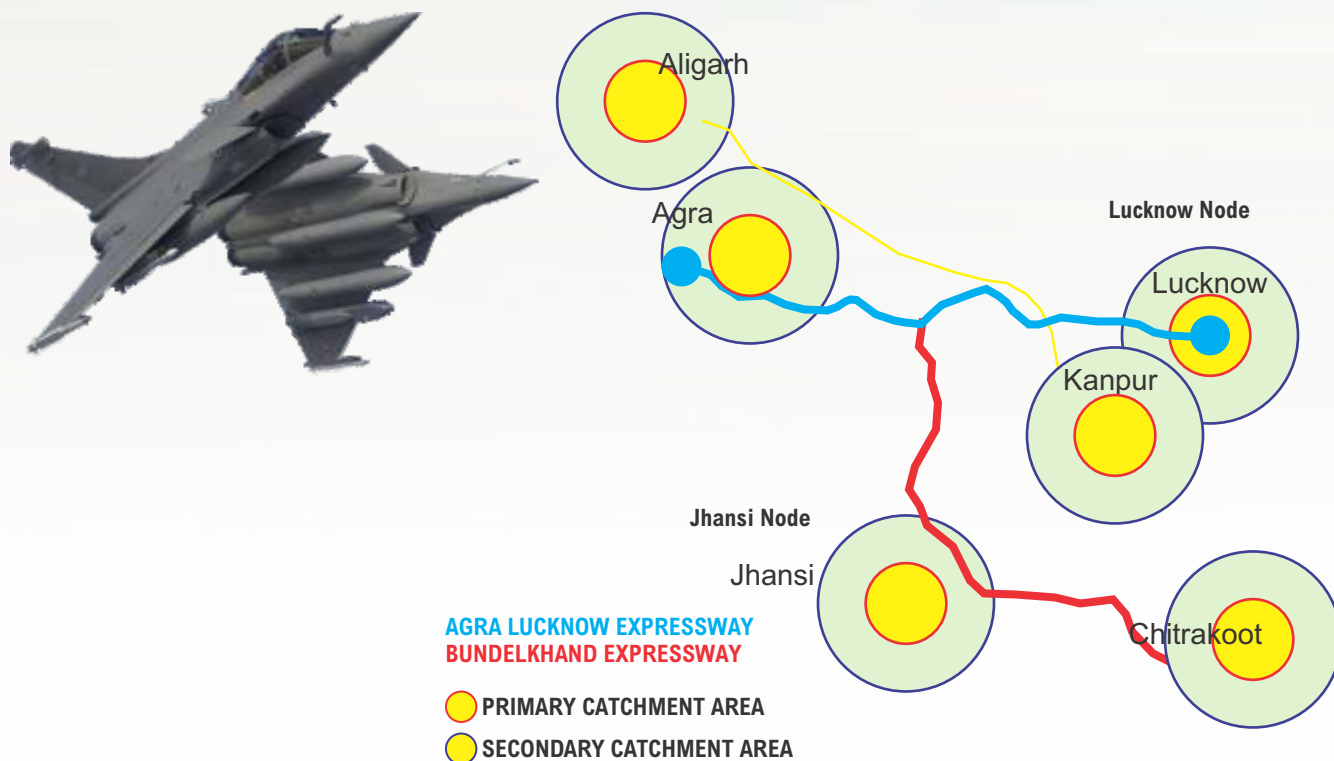 Aligarh
Agra
Lucknow Node
Lucknow
Kanpur
Jhansi Node
Jhansi
Chitrakoot
AGRA LUCKNOW EXPRESSWAY
BUNDELKHAND EXPRESSWAY
PRIMARY CATCHMENT AREA
SECONDARY CATCHMENT AREA